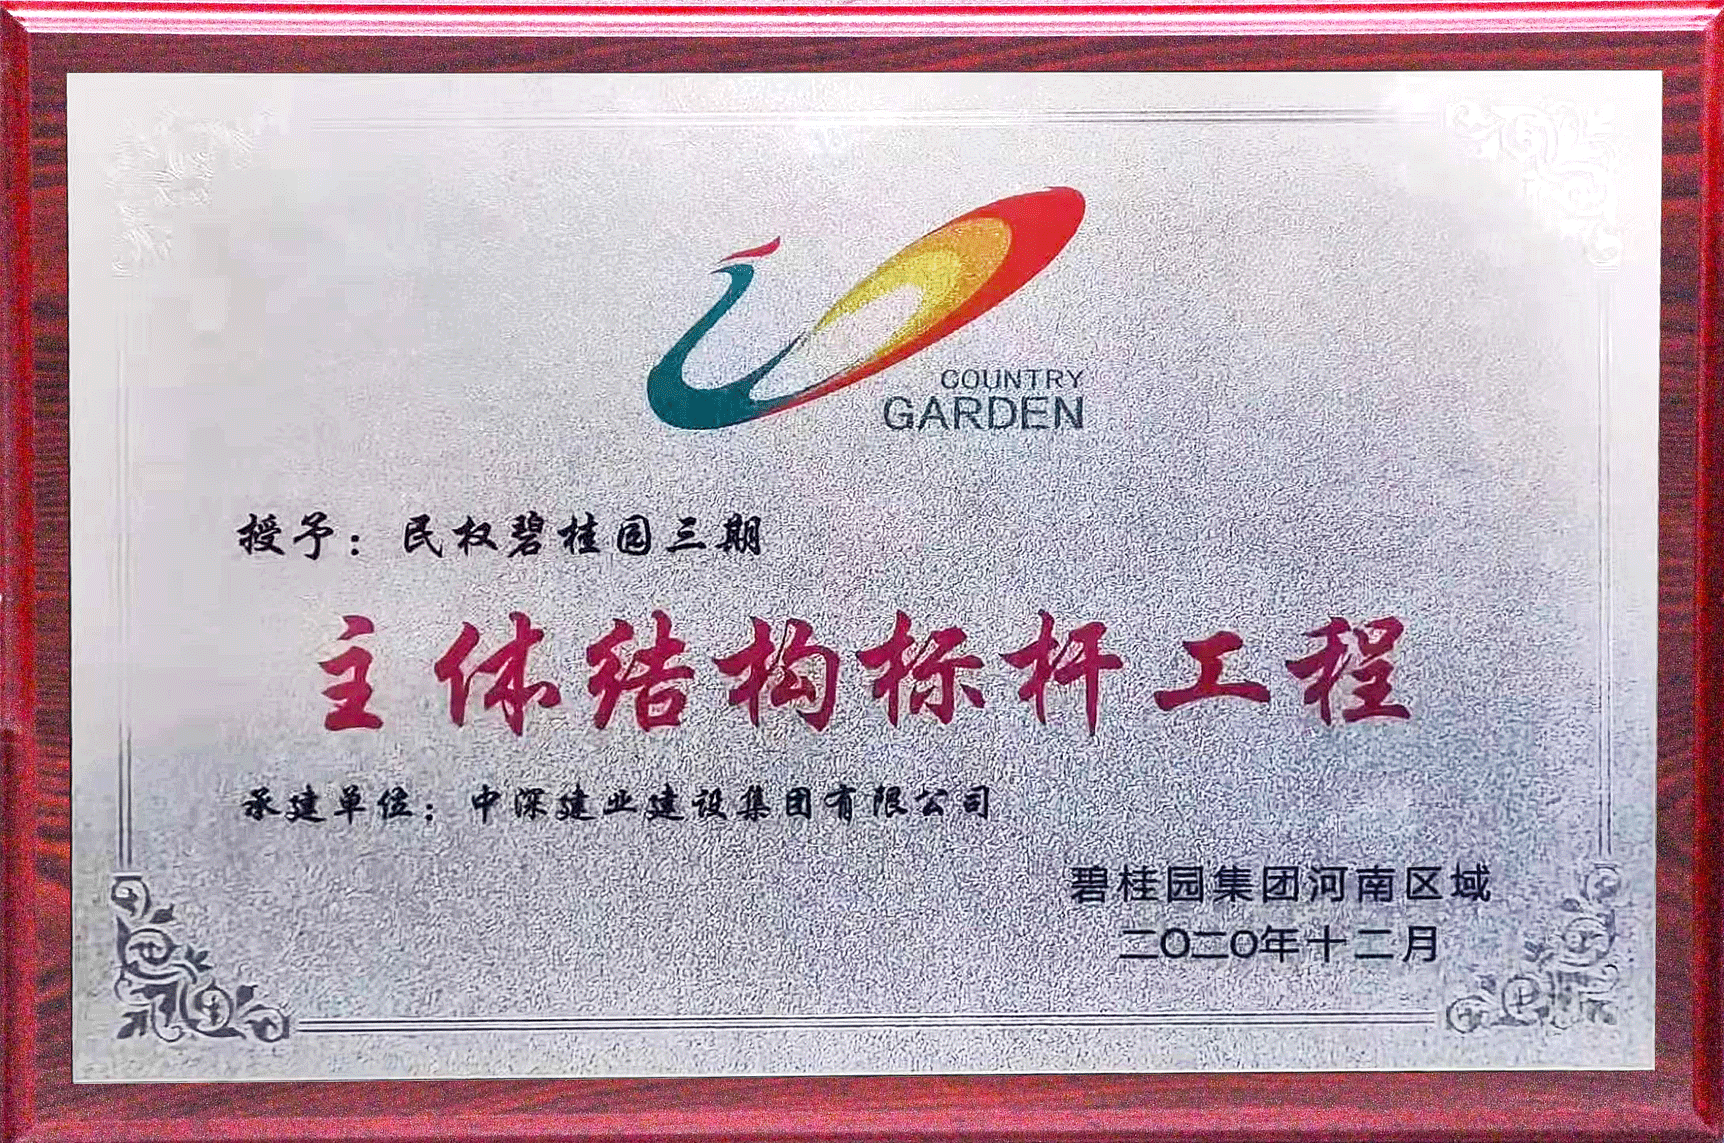 COUNTRY
GARDEN
授予：民权碧桂园三期
主体结构标杆工程
承建单位：中深建业建设集团有限公司
碧桂园集团河南区域
二O二O年十二月